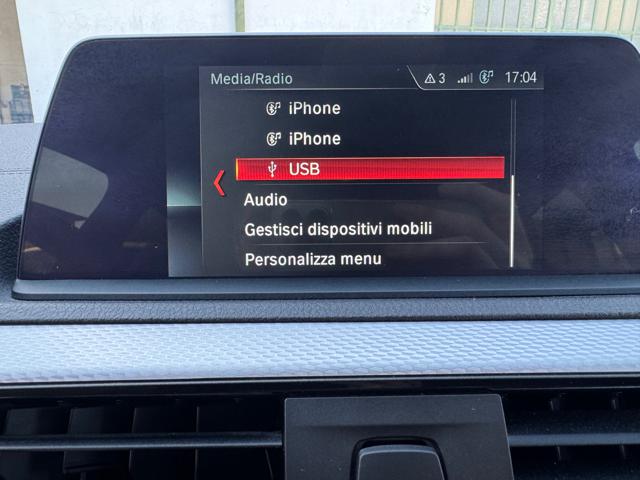 Media/Radio 3 17:04
iPhone
iPhone
USB
Audio
Gestisci dispositivi mobili
Personalizza menu